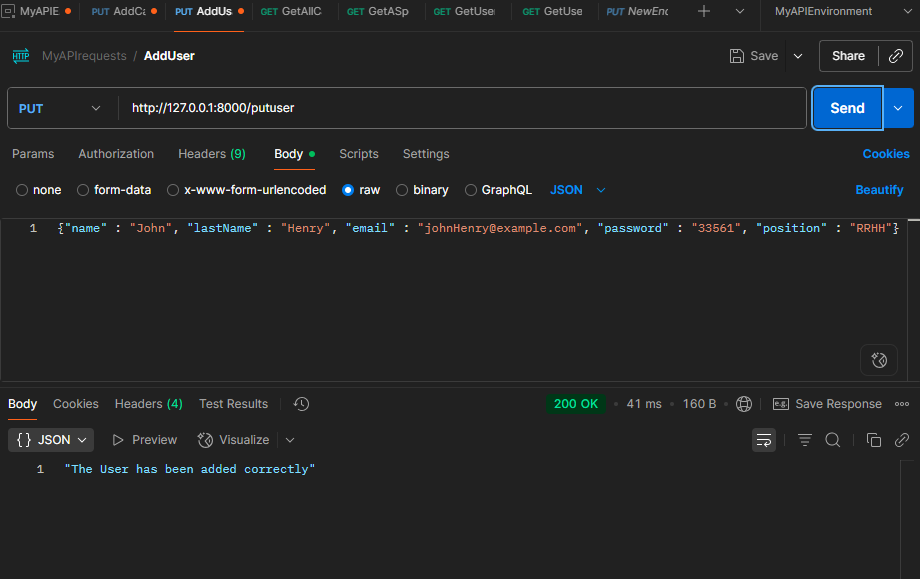 MyAPIE PUT AddCa PUT AddUs GET GetAllC GET GetASp GET GetUse GET GetUse PUT NewEnc MyAPIEnvironment
HTTP MyAPIrequests / AddUser Save Share
PUT http://127.0.0.1:8000/putuser Send
Params Authorization Headers (9) Body Scripts Settings Cookies
none form-data x-www-form-urlencoded raw binary GraphQL JSON Beautify
1 {"name" : "John", "lastName" : "Henry", "email" : "johnHenry@example.com", "password" : "33561", "position" : "RRHH"}
Body Cookies Headers (4) Test Results 200 OK 41 ms 160 B e.g. Save Response
{} JSON Preview Visualize
1 "The User has been added correctly"